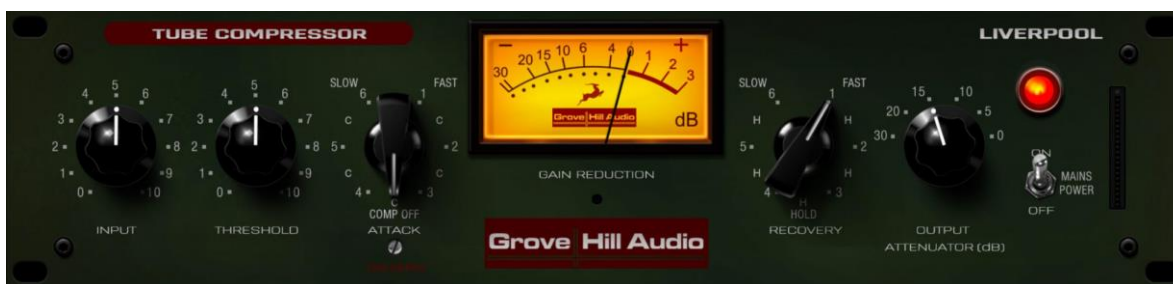 TUBE COMPRESSOR
LIVERPOOL
0 1 2 3 4 5 6 7 8 9 10
INPUT
0 1 2 3 4 5 6 7 8 9 10
THRESHOLD
SLOW FAST
6 1
C C
5 2
C C
4 C 3
COMP OFF
ATTACK
- +
30 20 15 10 6 4 0 1 2 3
Grove Hill Audio
dB
GAIN REDUCTION
Grove Hill Audio
SLOW FAST
6 1
H H
5 2
H H
4 H 3
HOLD
RECOVERY
30 20 15 10 5 0
OUTPUT
ATTENUATOR (dB)
ON
MAINS
POWER
OFF